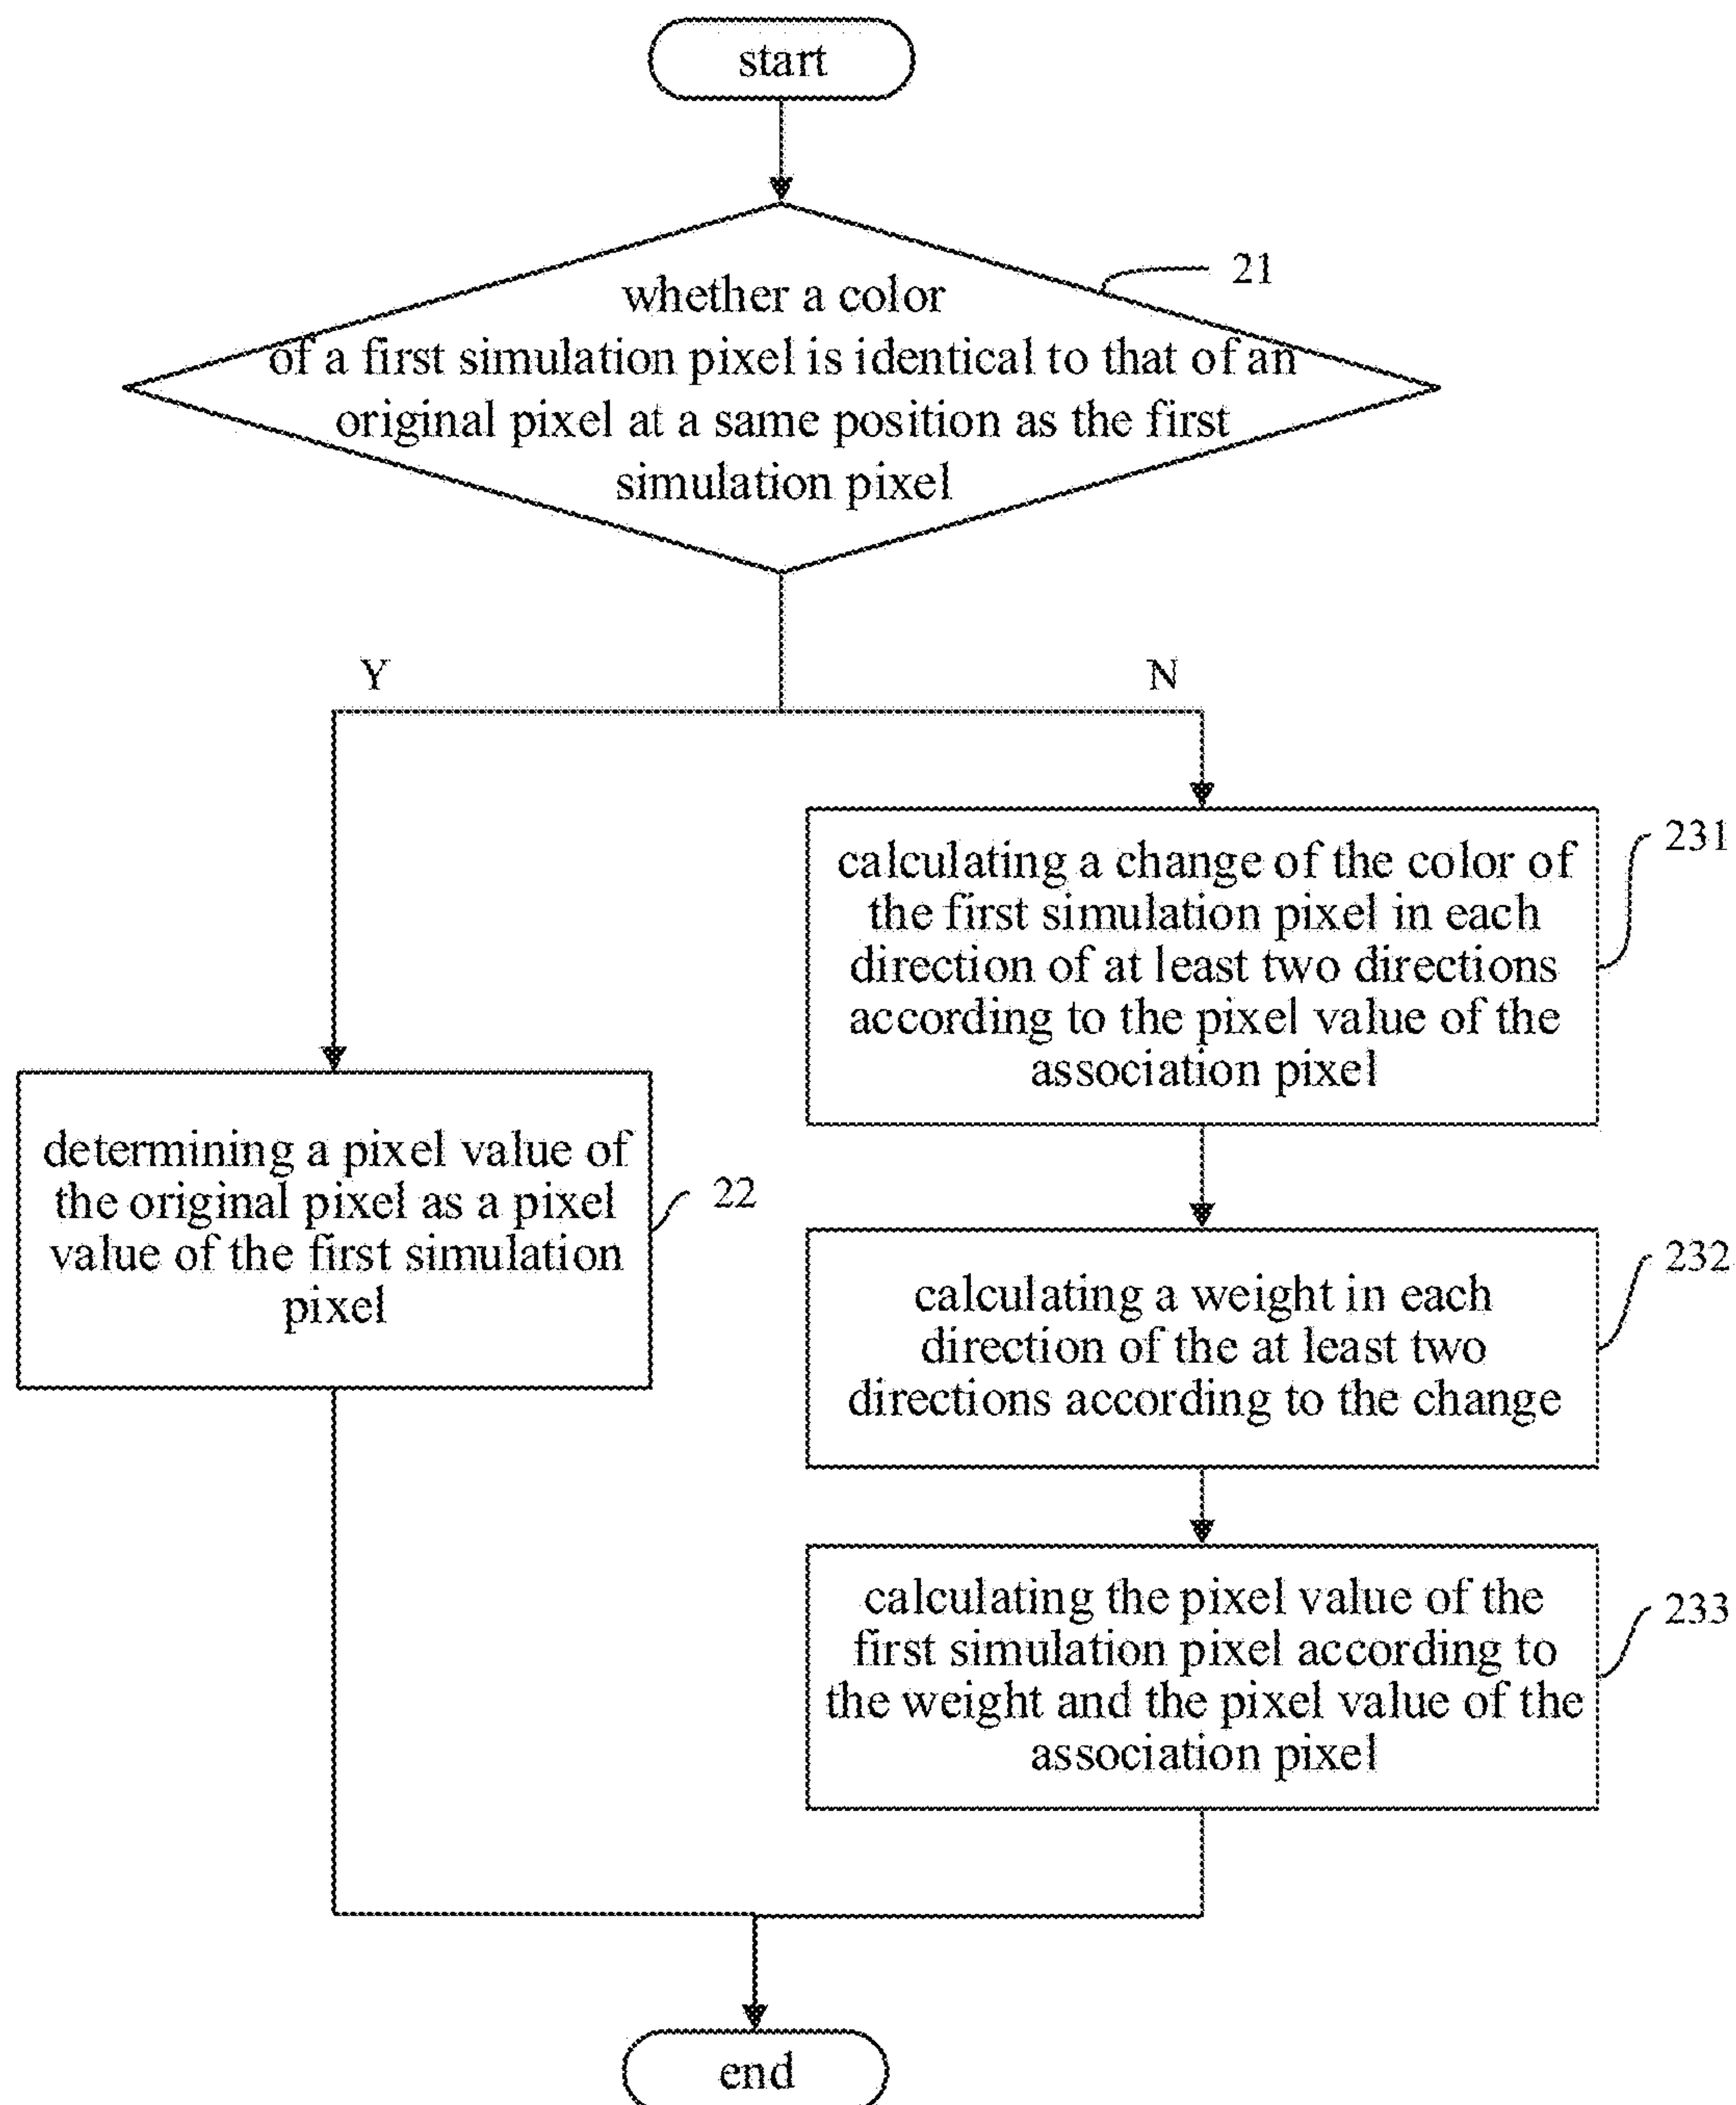 start
21
whether a color
of a first simulation pixel is identical to that of an
original pixel at a same position as the first
simulation pixel
Y
N
calculating a change of the color of
the first simulation pixel in each
direction of at least two directions
according to the pixel value of the
association pixel
231
determining a pixel value of
the original pixel as a pixel
value of the first simulation
pixel
22
calculating a weight in each
direction of the at least two
directions according to the change
232
calculating the pixel value of the
first simulation pixel according to
the weight and the pixel value of the
association pixel
233
end